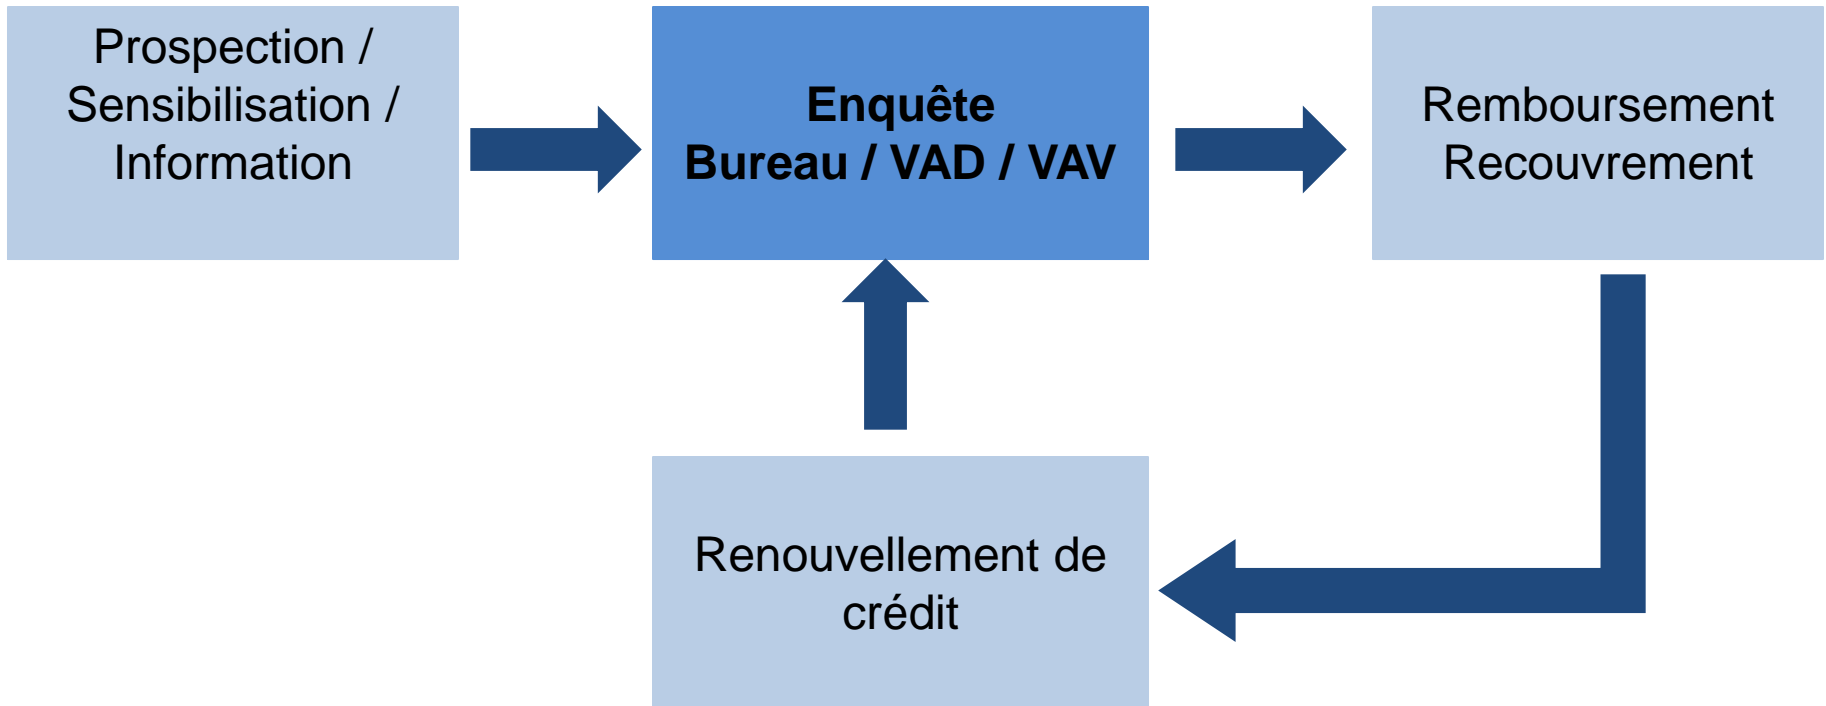 Prospection /
Sensibilisation /
Information
Enquête
Bureau / VAD / VAV
Remboursement
Recouvrement
Renouvellement de
crédit